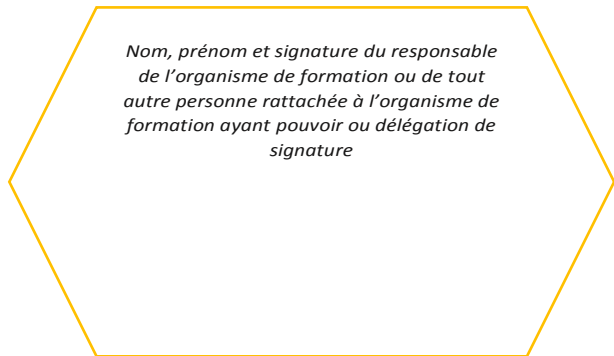 Nom, prénom et signature du responsable
de l’organisme de formation ou de tout
autre personne rattachée à l’organisme de
formation ayant pouvoir ou délégation de
signature